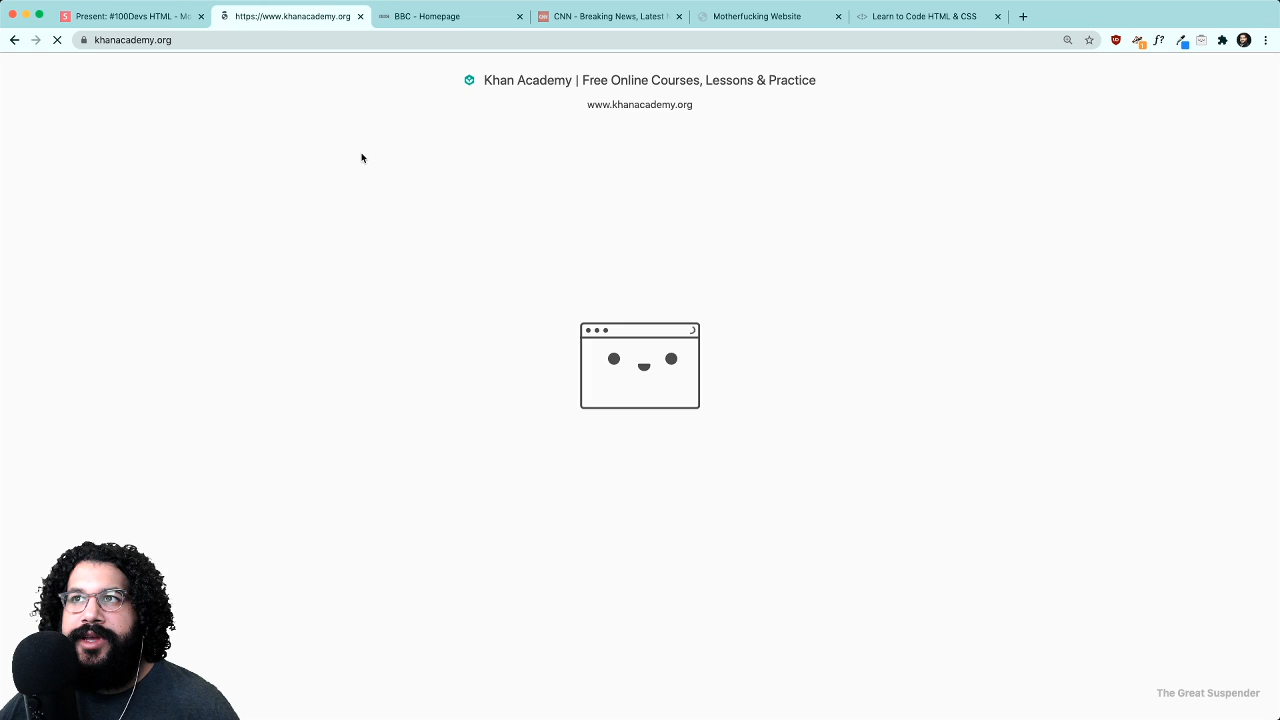 Present: #100Devs HTML - Mo
https://www.khanacademy.org
BBC - Homepage
CNN - Breaking News, Latest N
Motherfucking Website
Learn to Code HTML & CSS
khanacademy.org
Khan Academy | Free Online Courses, Lessons & Practice
www.khanacademy.org
The Great Suspender